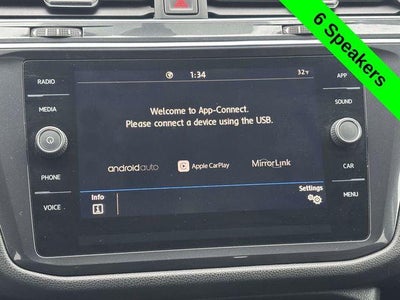 6 Speakers
RADIO
MEDIA
PHONE
VOICE
1:34
32°F
Welcome to App-Connect.
Please connect a device using the USB.
androidauto
Apple CarPlay
MirrorLink
Info
Settings
APP
SOUND
CAR
MENU